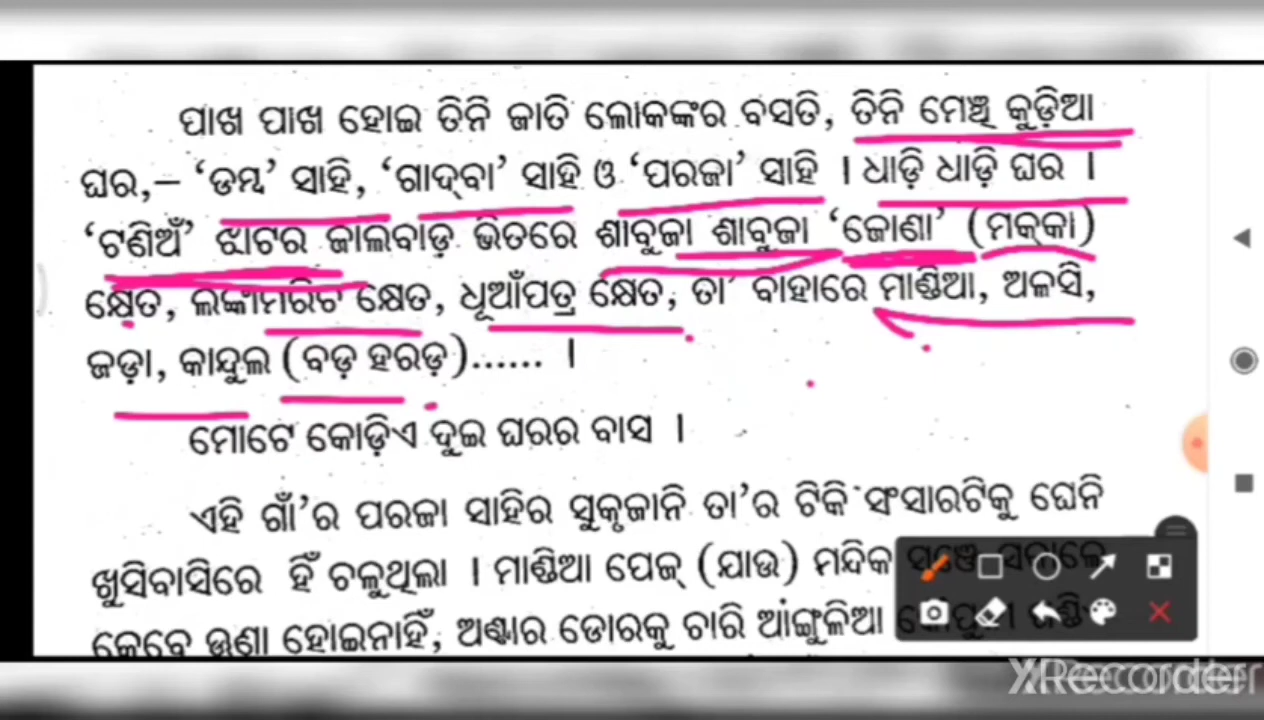 ପାଖ ପାଖ ହୋଇ ତିନି ଜାତି ଲୋକଙ୍କର ବସତି, ତିନି ମେଞ୍ଚ କୁଡ଼ିଆ
ଘର,– ‘ଡମ୍ବ’ ସାହି, ‘ଗାଦ୍‌ବା’ ସାହି ଓ ‘ପରଜା’ ସାହି । ଧାଡ଼ି ଧାଡ଼ି ଘର ।
‘ଟଣିଆଁ’ ଝାଟର ଜାଲବାଡ଼ ଭିତରେ ଶାବୁଜା ଶାବୁଜା ‘ଜୋଣା’ (ମକ୍‌କା)
କ୍ଷେତ, ଲଙ୍କାମରିଚ କ୍ଷେତ, ଧୂଆଁପତ୍ର କ୍ଷେତ, ତା’ ବାହାରେ ମାଣ୍ଡିଆ, ଅଳସି,
ଜଡ଼ା, କାନ୍ଦୁଲ (ବଡ଼ ହରଡ଼)...... ।
ମୋଟେ କୋଡ଼ିଏ ଦୁଇ ଘରର ବାସ ।
ଏହି ଗାଁ’ର ପରଜା ସାହିର ସୁକୃଜାନି ତା’ର ଟିକି ସଂସାରଟିକୁ ଘେନି
ଖୁସିବାସିରେ ହିଁ ଚଳୁଥିଲା । ମାଣ୍ଡିଆ ପେଜ୍ (ଯାଉ) ମନ୍ଦିକ
କେବେ ଊଣା ହୋଇନାହିଁ, ଅଣ୍ଟାର ଡୋରକୁ ଚାରି ଆଙ୍ଗୁଳିଆ
XRecorder